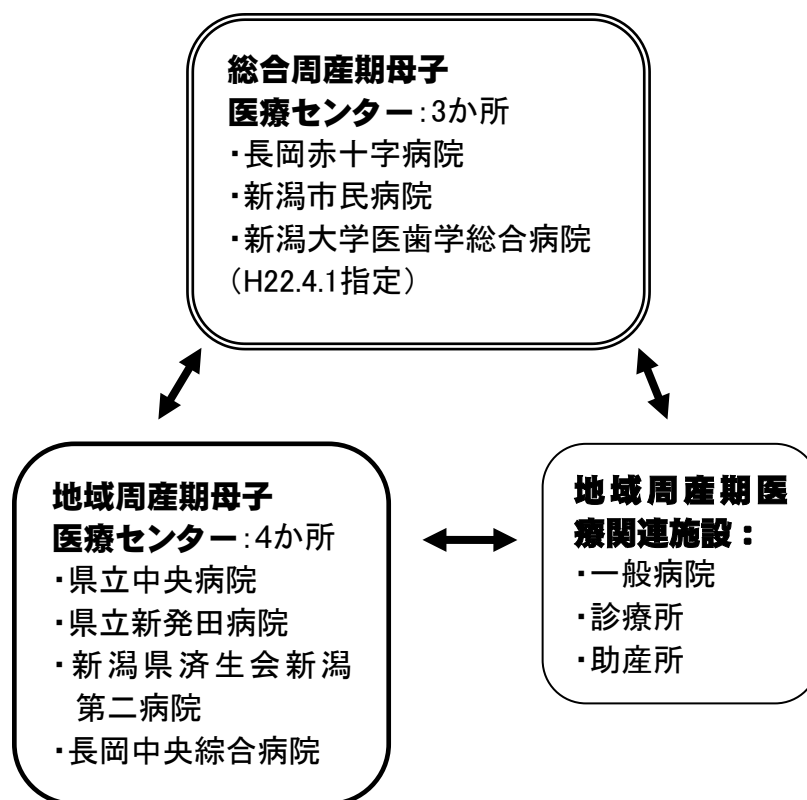 総合周産期母子
医療センター:3か所
・長岡赤十字病院
・新潟市民病院
・新潟大学医歯学総合病院
(H22.4.1指定)
地域周産期母子
医療センター:4か所
・県立中央病院
・県立新発田病院
・新潟県済生会新潟
第二病院
・長岡中央綜合病院
地域周産期医
療関連施設:
・一般病院
・診療所
・助産所